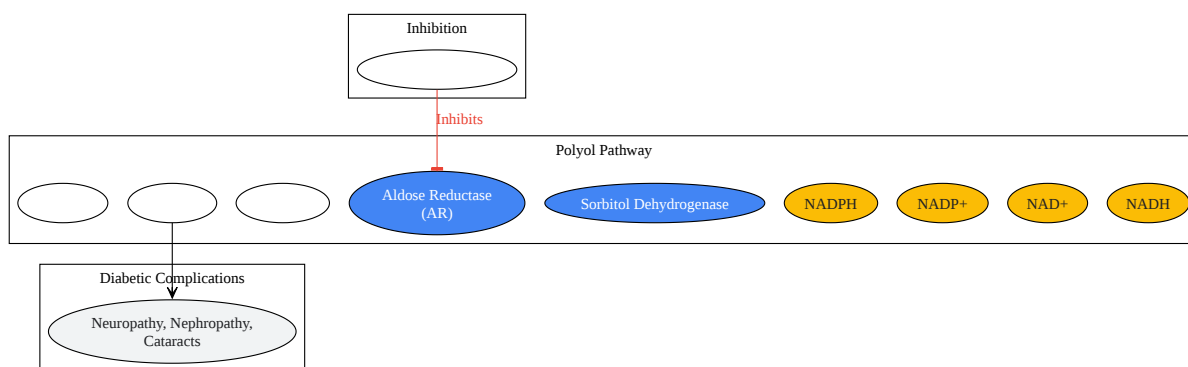 Inhibition
Inhibits
Polyol Pathway
Aldose Reductase
(AR)
Sorbitol Dehydrogenase
NADPH
NADP+
NAD+
NADH
Diabetic Complications
Neuropathy, Nephropathy,
Cataracts